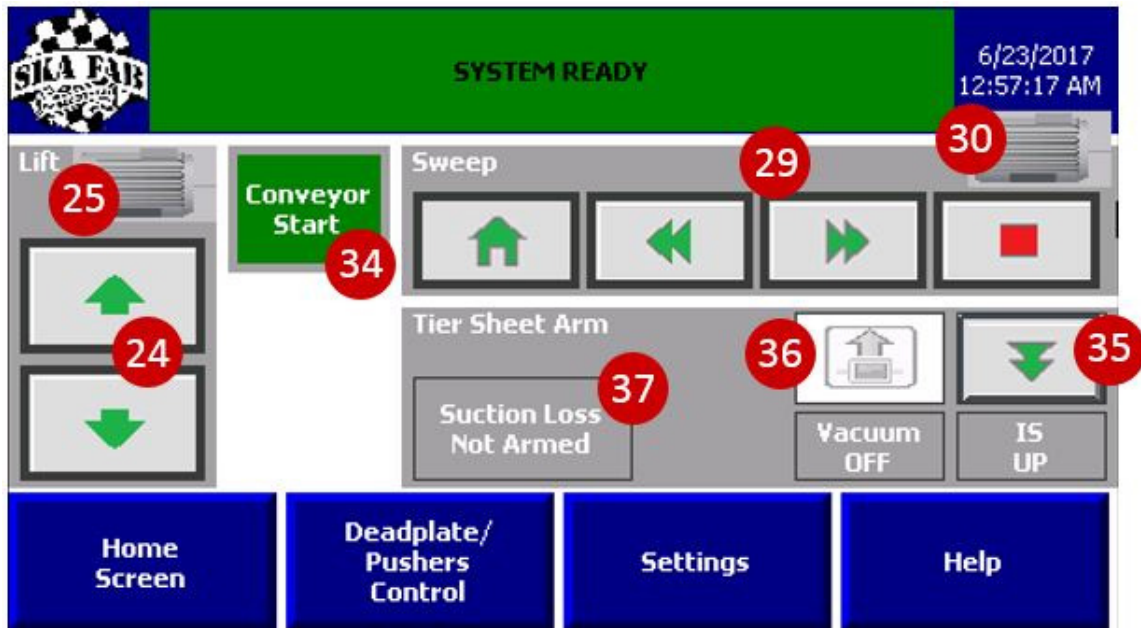 SKA FAB
SYSTEM READY
6/23/2017
12:57:17 AM
30
Lift
25
Conveyor
Start
34
Sweep
29
24
Tier Sheet Arm
36
35
37
Suction Loss
Not Armed
Vacuum
OFF
IS
UP
Home
Screen
Deadplate/
Pushers
Control
Settings
Help